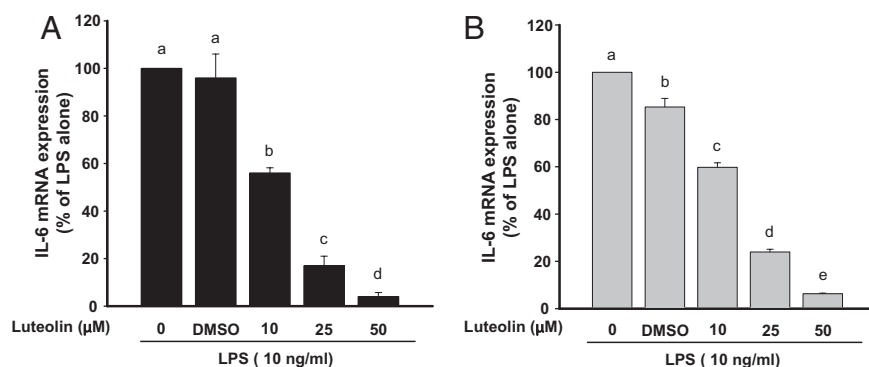 A
IL-6 mRNA expression
(% of LPS alone)
120
100
80
60
40
20
0
a
a
b
c
d
Luteolin (µM)
0 DMSO 10 25 50
LPS ( 10 ng/ml)
B
IL-6 mRNA expression
(% of LPS alone)
120
100
80
60
40
20
0
a
b
c
d
e
Luteolin (µM)
0 DMSO 10 25 50
LPS ( 10 ng/ml)